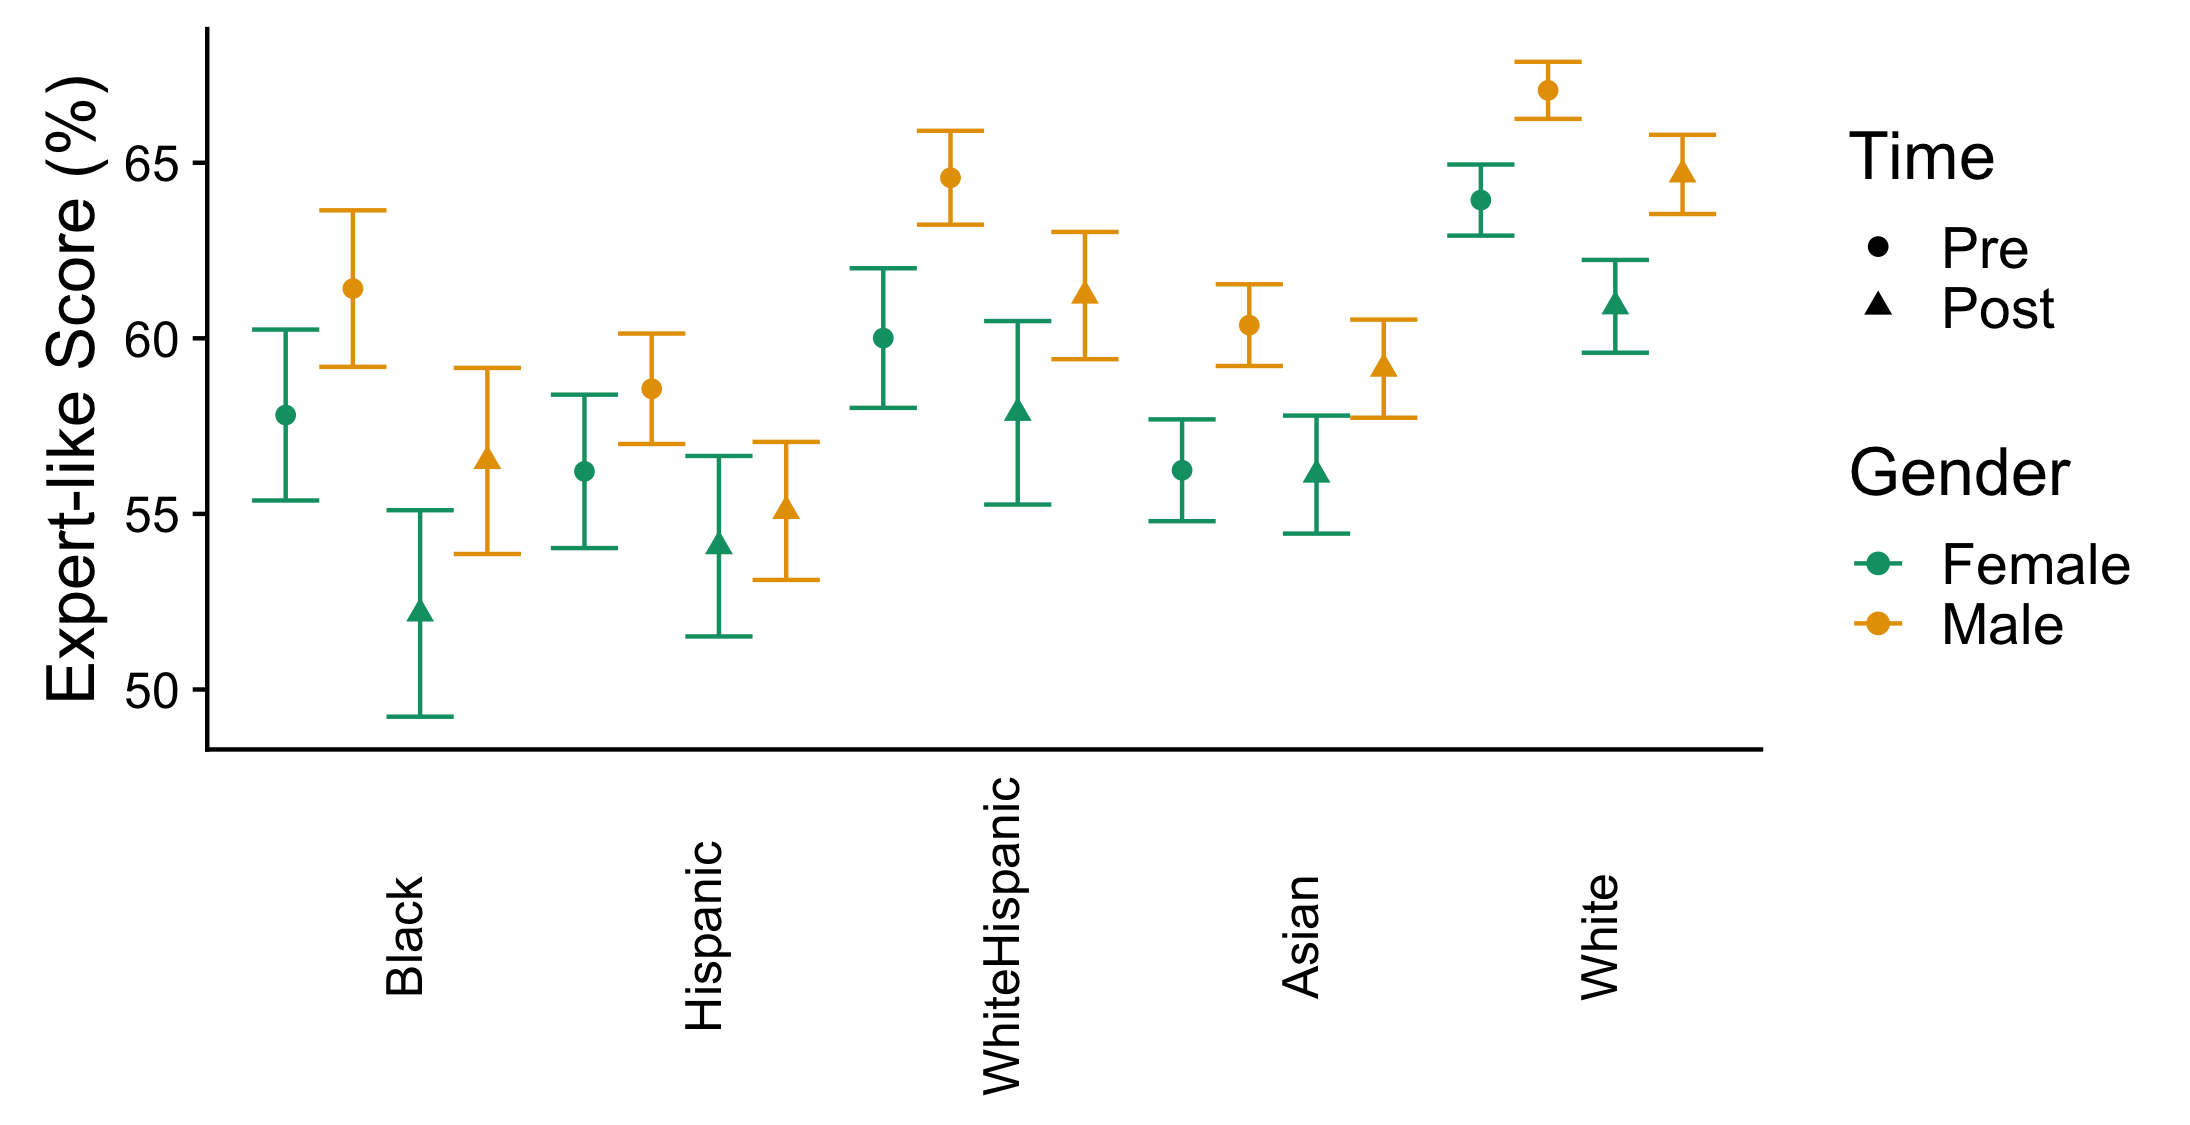 Expert-like Score (%)
65
60
55
50
Black
Hispanic
WhiteHispanic
Asian
White
Time
Pre
Post
Gender
Female
Male